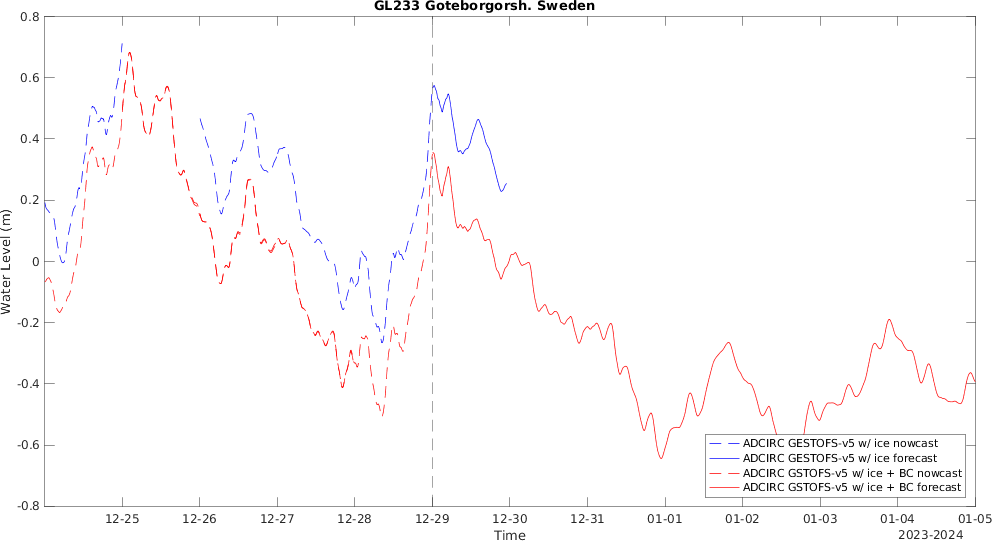 GL233 Goteborgorsh. Sweden
0.8
0.6
0.4
0.2
0
-0.2
-0.4
-0.6
-0.8
Water Level (m)
12-25 12-26 12-27 12-28 12-29 12-30 12-31 01-01 01-02 01-03 01-04 01-05
Time
2023-2024
ADCIRC GESTOFS-v5 w/ ice nowcast
ADCIRC GESTOFS-v5 w/ ice forecast
ADCIRC GSTOFS-v5 w/ ice + BC nowcast
ADCIRC GSTOFS-v5 w/ ice + BC forecast